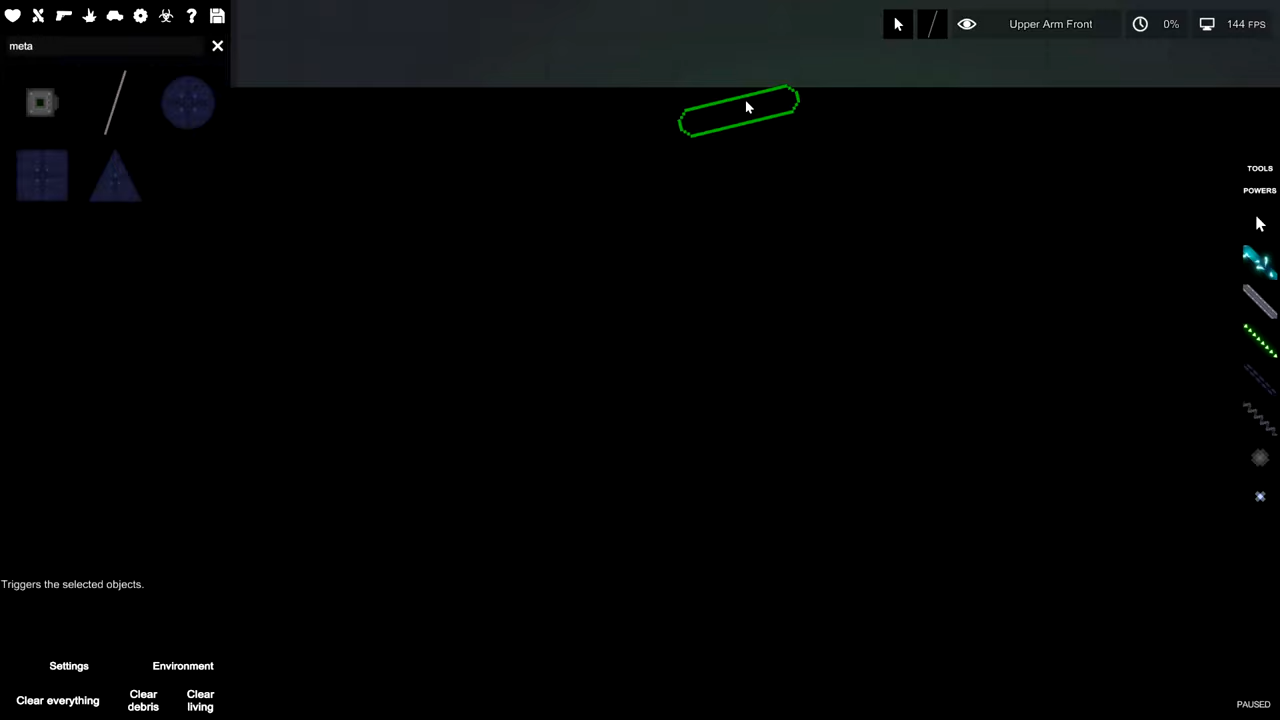 meta
Upper Arm Front
0%
144 FPS
TOOLS
POWERS
Triggers the selected objects.
Settings
Environment
Clear everything
Clear debris
Clear living
PAUSED